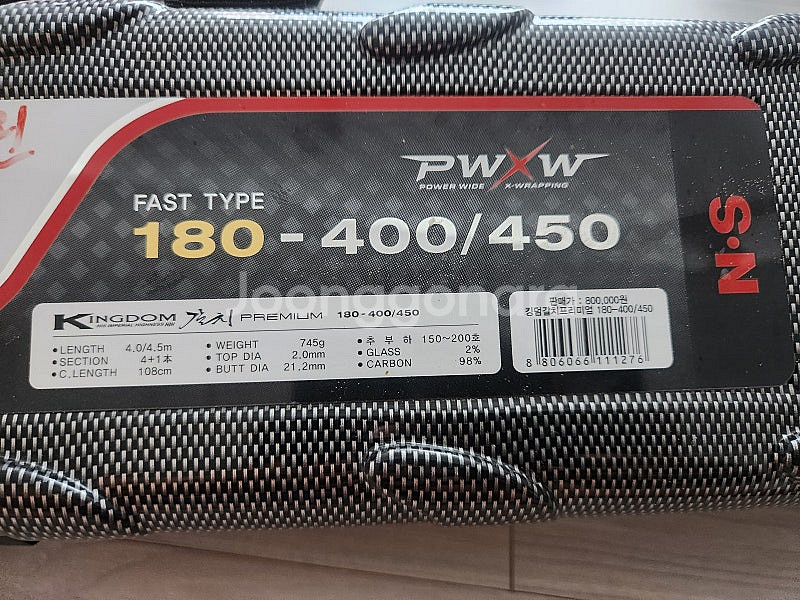 PWXW
POWER WIDE X-WRAPPING
FAST TYPE
180 - 400/450
N·S
Joonggonara
KINGDOM 갈치 PREMIUM 180-400/450
• LENGTH 4.0/4.5m
• SECTION 4+1本
• C.LENGTH 108cm
• WEIGHT 745g
• TOP DIA 2.0mm
• BUTT DIA 21.2mm
• 추 부 하 150~200호
• GLASS 2%
• CARBON 98%
판매가 : 800,000원
킹덤갈치프리미엄 180-400/450
8 806066 111276